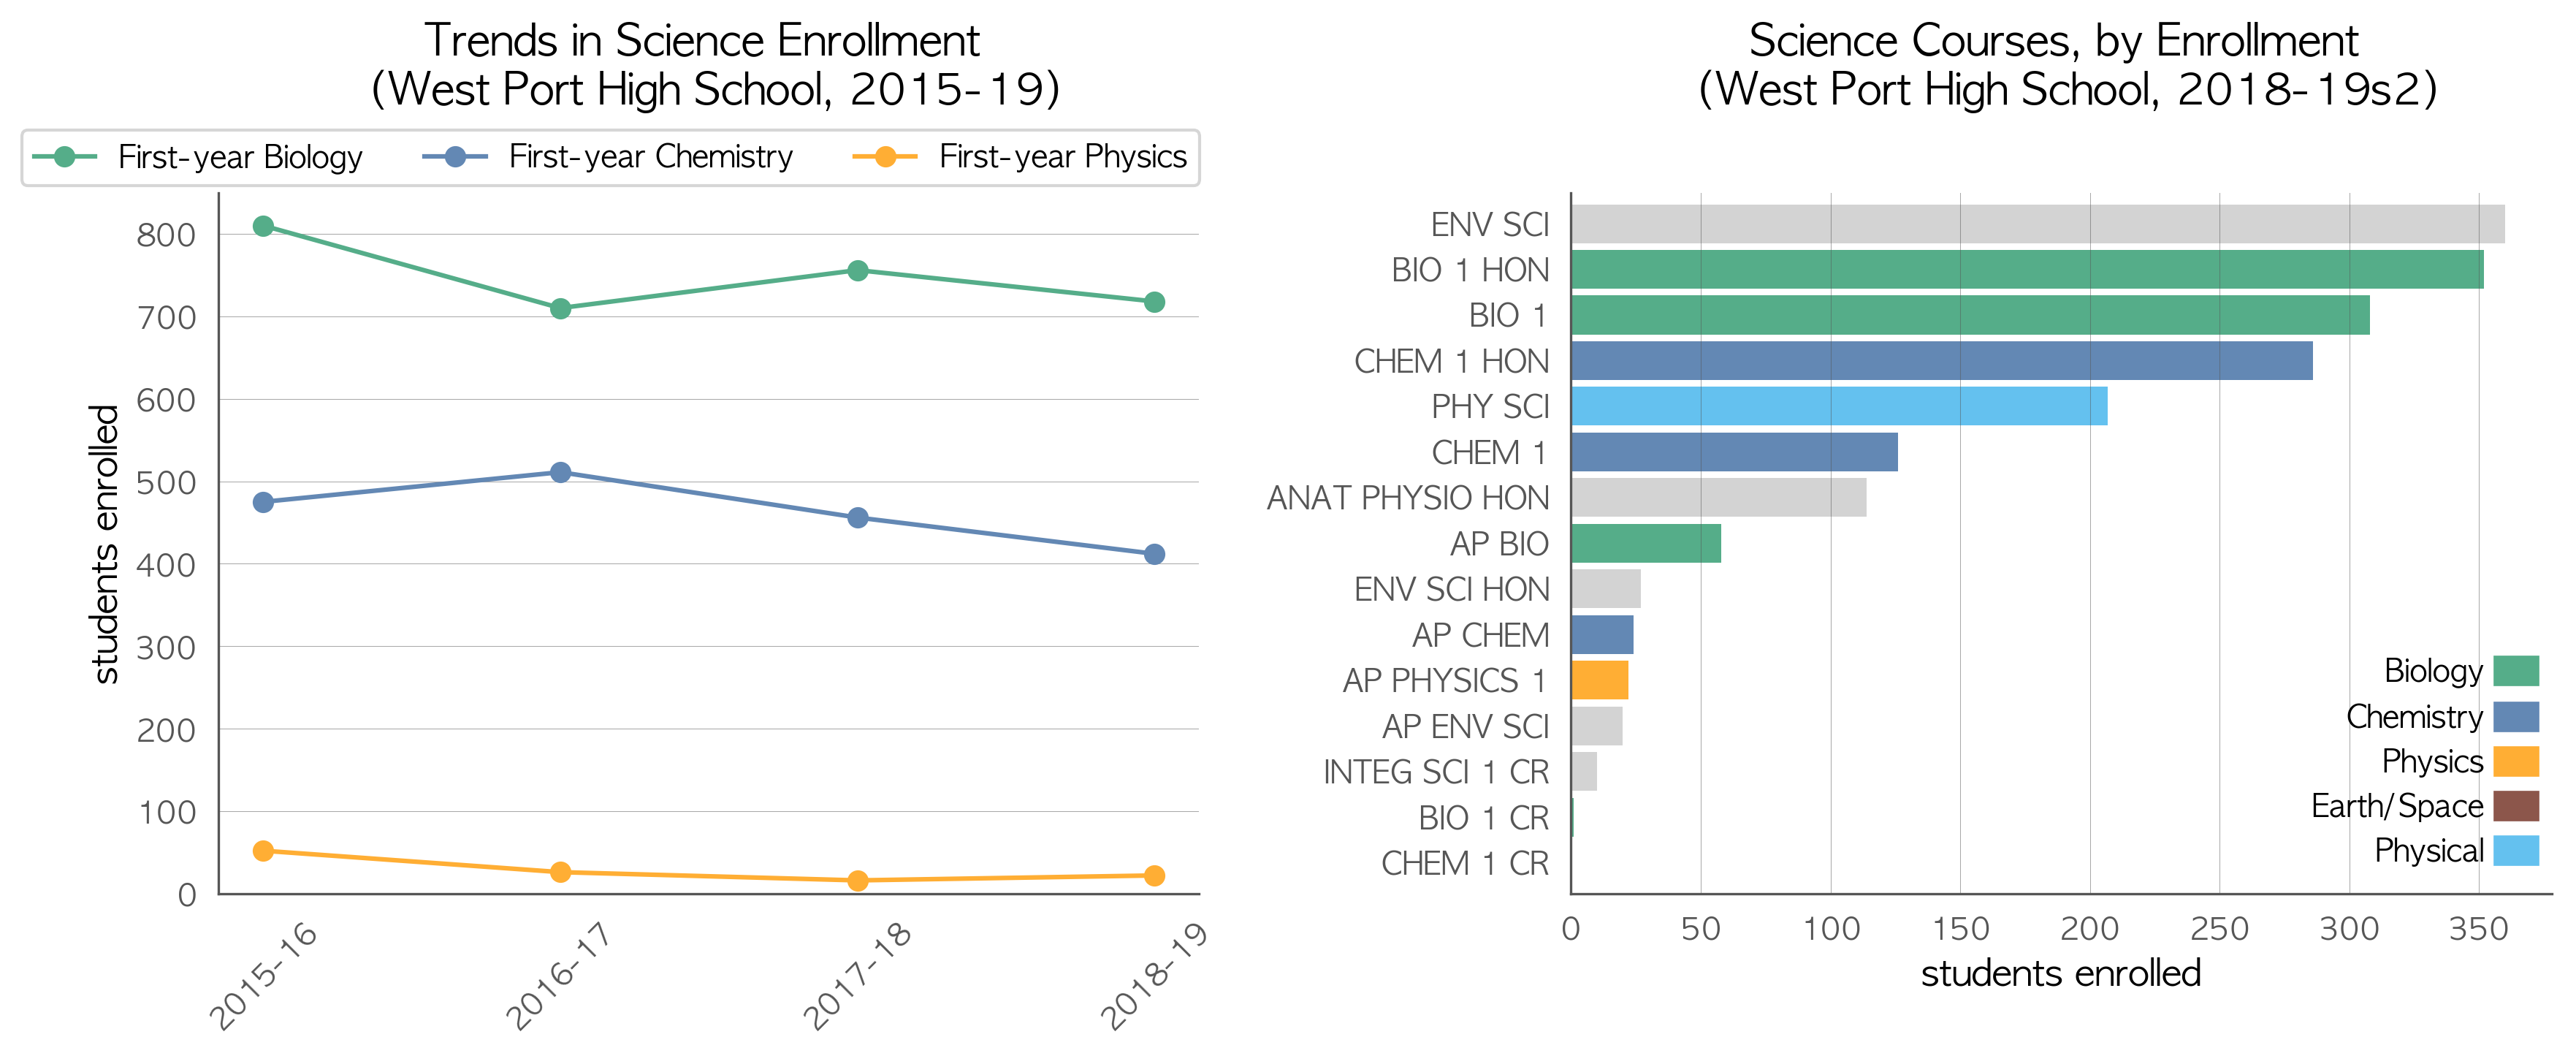 Trends in Science Enrollment
(West Port High School, 2015-19)
First-year Biology
First-year Chemistry
First-year Physics
800
700
600
500
400
300
200
100
0
students enrolled
2015-16
2016-17
2017-18
2018-19
Science Courses, by Enrollment
(West Port High School, 2018-19s2)
ENV SCI
BIO 1 HON
BIO 1
CHEM 1 HON
PHY SCI
CHEM 1
ANAT PHYSIO HON
AP BIO
ENV SCI HON
AP CHEM
AP PHYSICS 1
AP ENV SCI
INTEG SCI 1 CR
BIO 1 CR
CHEM 1 CR
Biology
Chemistry
Physics
Earth/Space
Physical
0
50
100
150
200
250
300
350
students enrolled